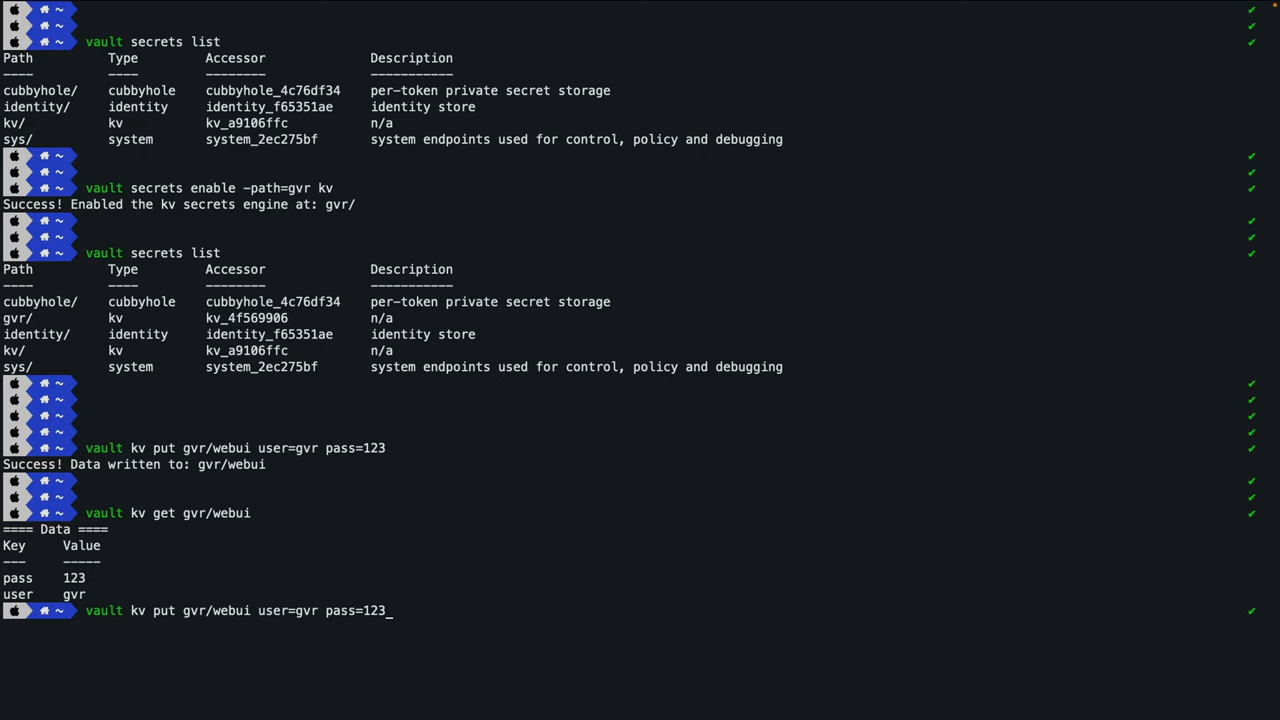 ~
~
~ vault secrets list
Path Type Accessor Description
---- ---- -------- -----------
cubbyhole/ cubbyhole cubbyhole_4c76df34 per-token private secret storage
identity/ identity identity_f65351ae identity store
kv/ kv kv_a9106ffc n/a
sys/ system system_2ec275bf system endpoints used for control, policy and debugging
~
~
~ vault secrets enable -path=gvr kv
Success! Enabled the kv secrets engine at: gvr/
~
~
~ vault secrets list
Path Type Accessor Description
---- ---- -------- -----------
cubbyhole/ cubbyhole cubbyhole_4c76df34 per-token private secret storage
gvr/ kv kv_4f569906 n/a
identity/ identity identity_f65351ae identity store
kv/ kv kv_a9106ffc n/a
sys/ system system_2ec275bf system endpoints used for control, policy and debugging
~
~
~
~
~ vault kv put gvr/webui user=gvr pass=123
Success! Data written to: gvr/webui
~
~
~ vault kv get gvr/webui
==== Data ====
Key Value
--- -----
pass 123
user gvr
~ vault kv put gvr/webui user=gvr pass=123_